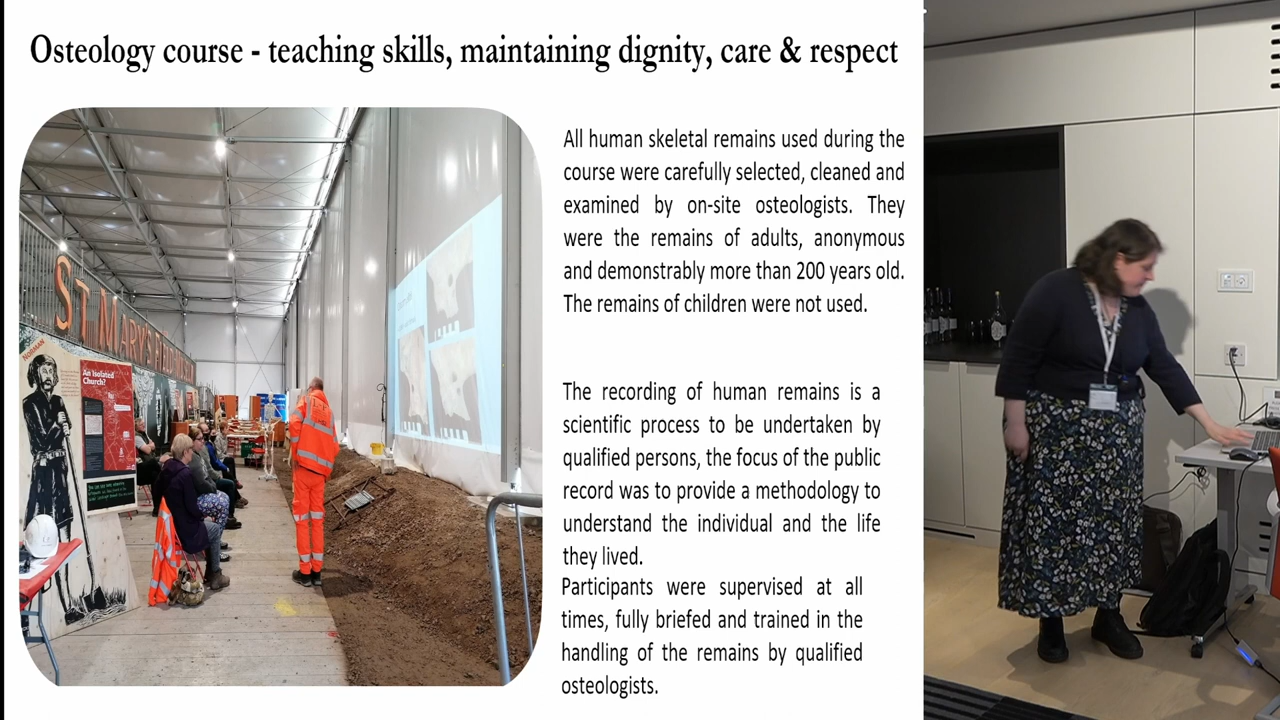 Osteology course - teaching skills, maintaining dignity, care & respect
All human skeletal remains used during the
course were carefully selected, cleaned and
examined by on-site osteologists. They
were the remains of adults, anonymous
and demonstrably more than 200 years old.
The remains of children were not used.
The recording of human remains is a
scientific process to be undertaken by
qualified persons, the focus of the public
record was to provide a methodology to
understand the individual and the life
they lived.
Participants were supervised at all
times, fully briefed and trained in the
handling of the remains by qualified
osteologists.
ST MARY'S
NORMAN
An Isolated
Church?